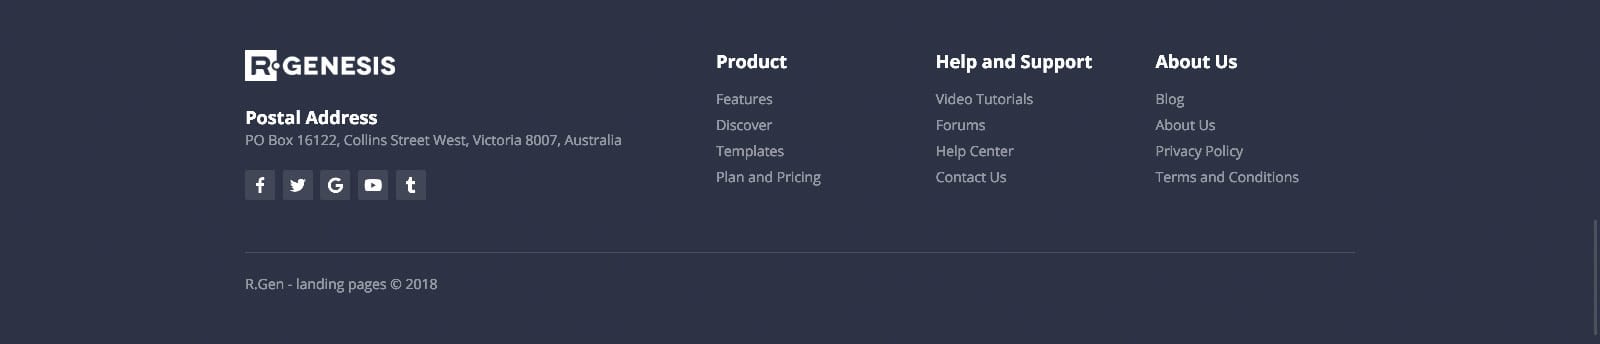 R.GENESIS
Postal Address
PO Box 16122, Collins Street West, Victoria 8007, Australia
Product
Features
Discover
Templates
Plan and Pricing
Help and Support
Video Tutorials
Forums
Help Center
Contact Us
About Us
Blog
About Us
Privacy Policy
Terms and Conditions
R.Gen - landing pages © 2018